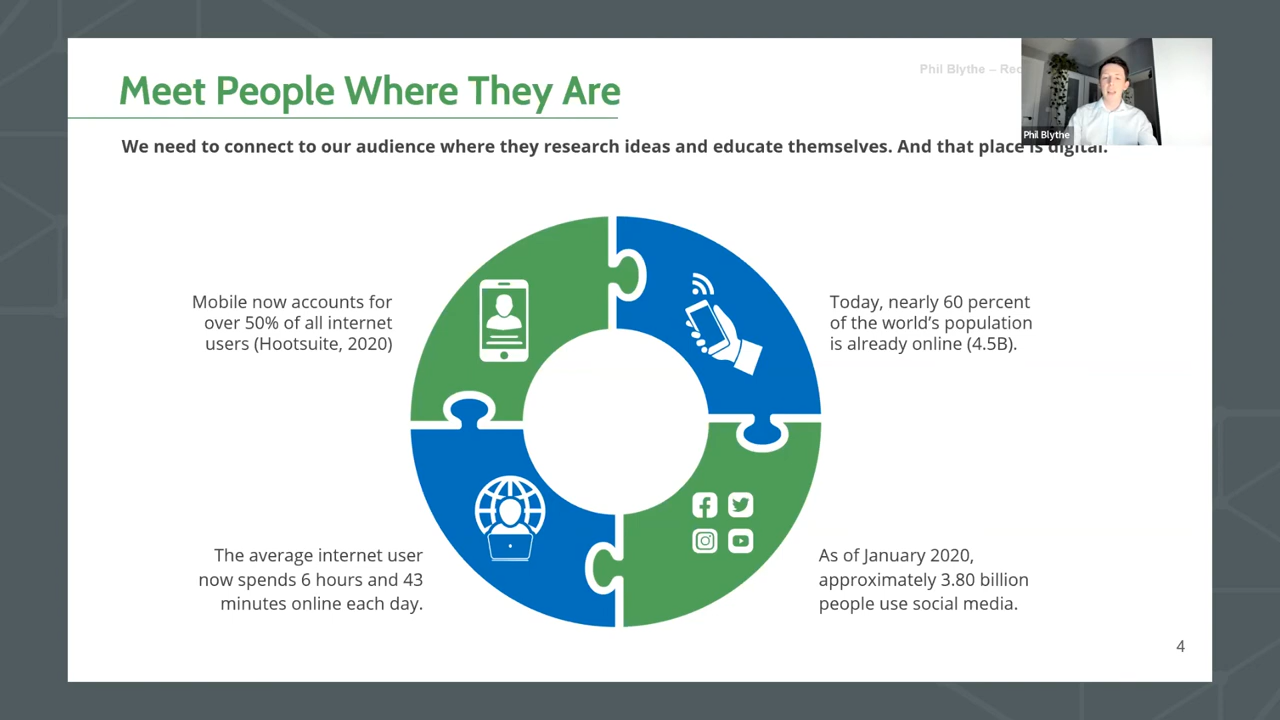 Meet People Where They Are
Phil Blythe – Rec
Phil Blythe
We need to connect to our audience where they research ideas and educate themselves. And that place is digital.
Mobile now accounts for
over 50% of all internet
users (Hootsuite, 2020)
Today, nearly 60 percent
of the world's population
is already online (4.5B).
The average internet user
now spends 6 hours and 43
minutes online each day.
As of January 2020,
approximately 3.80 billion
people use social media.
4